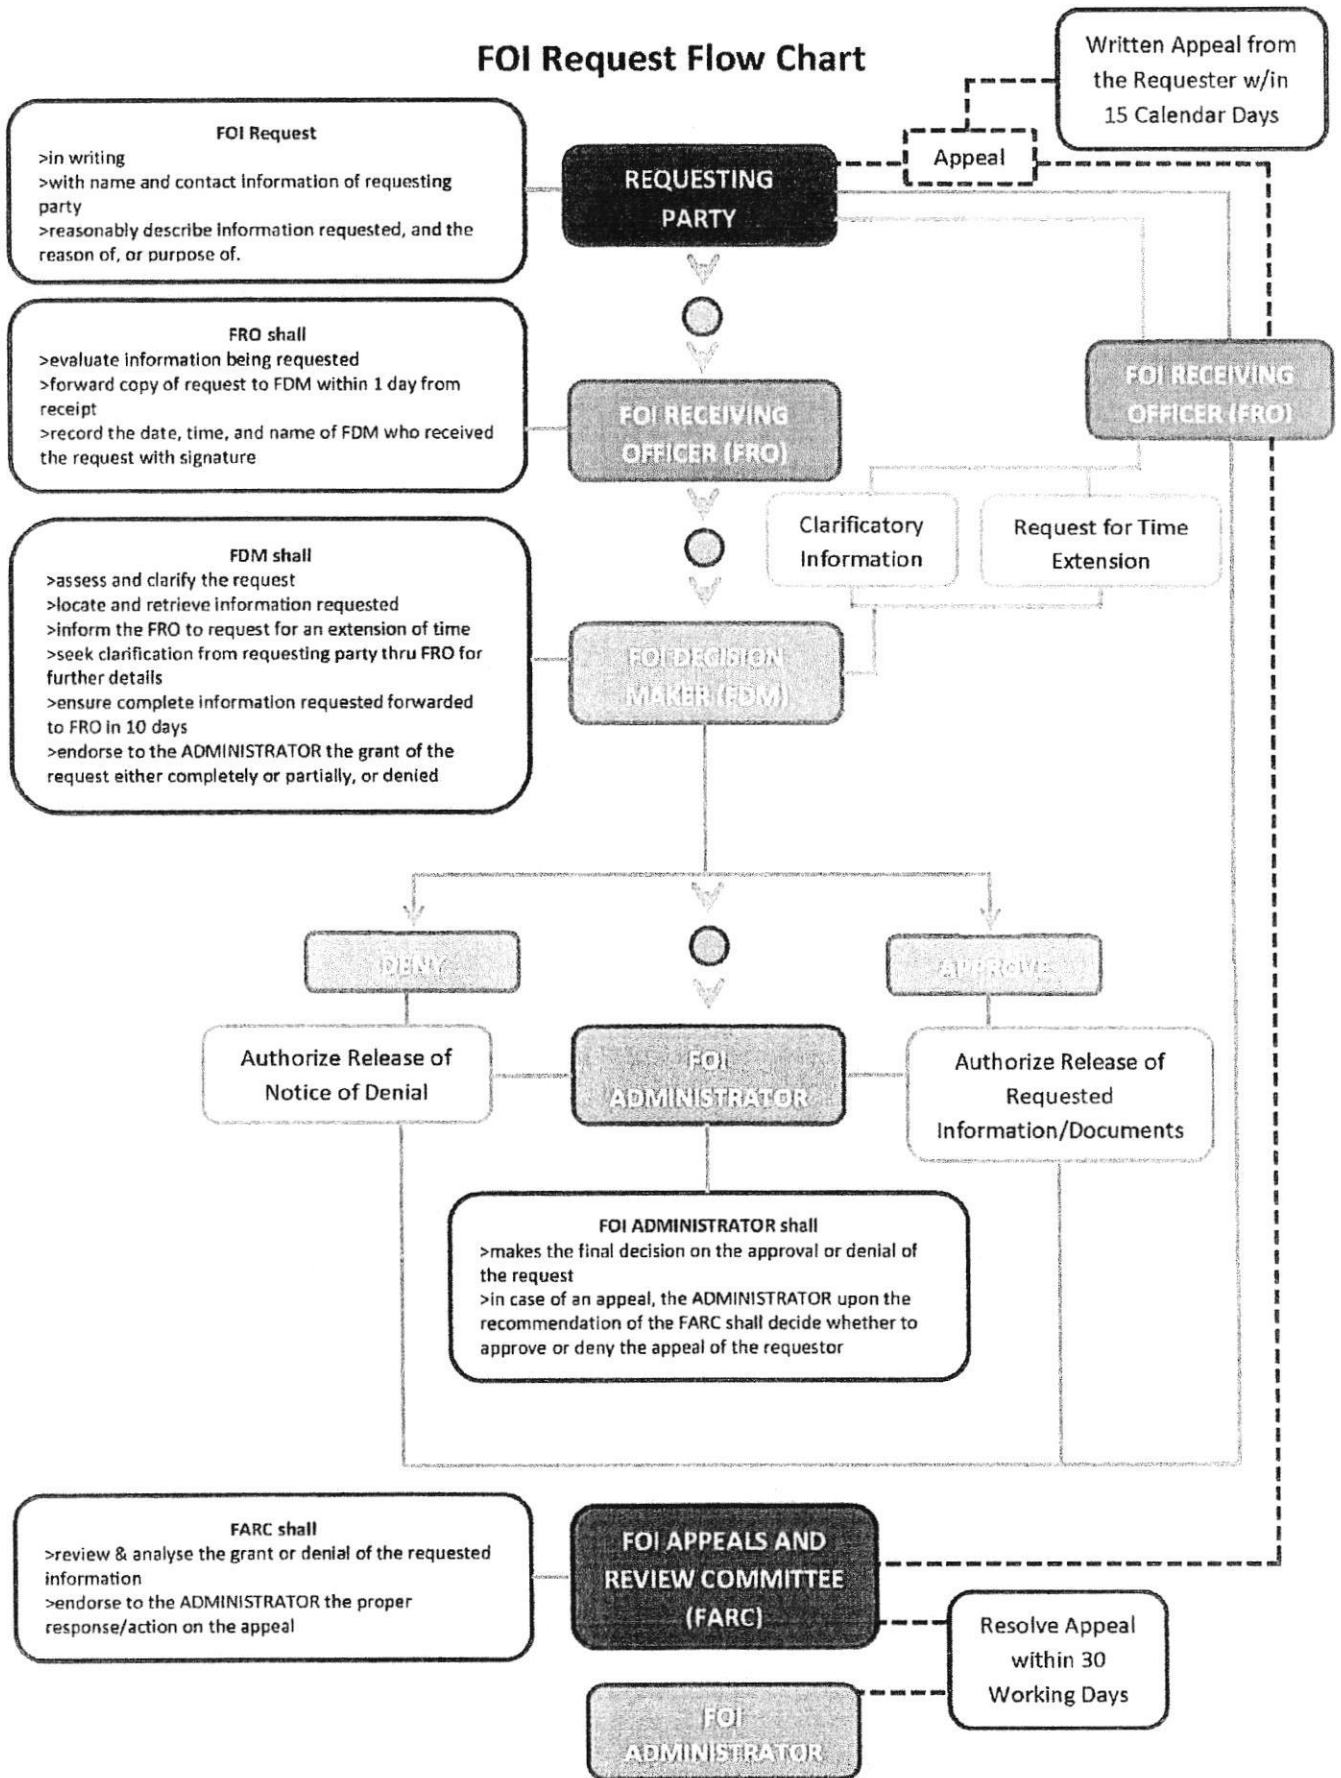 FOI Request Flow Chart
Written Appeal from
the Requester w/in
15 Calendar Days
Appeal
FOI Request
>in writing
>with name and contact information of requesting
party
>reasonably describe information requested, and the
reason of, or purpose of.
REQUESTING
PARTY
FRO shall
>evaluate information being requested
>forward copy of request to FDM within 1 day from
receipt
>record the date, time, and name of FDM who received
the request with signature
FOI RECEIVING
OFFICER (FRO)
FOI RECEIVING
OFFICER (FRO)
Clarificatory
Information
Request for Time
Extension
FDM shall
>assess and clarify the request
>locate and retrieve information requested
>inform the FRO to request for an extension of time
>seek clarification from requesting party thru FRO for
further details
>ensure complete information requested forwarded
to FRO in 10 days
>endorse to the ADMINISTRATOR the grant of the
request either completely or partially, or denied
FOI DECISION
MAKER (FDM)
DENY
APPROVE
Authorize Release of
Notice of Denial
FOI
ADMINISTRATOR
Authorize Release of
Requested
Information/Documents
FOI ADMINISTRATOR shall
>makes the final decision on the approval or denial of
the request
>in case of an appeal, the ADMINISTRATOR upon the
recommendation of the FARC shall decide whether to
approve or deny the appeal of the requestor
FARC shall
>review & analyse the grant or denial of the requested
information
>endorse to the ADMINISTRATOR the proper
response/action on the appeal
FOI APPEALS AND
REVIEW COMMITTEE
(FARC)
Resolve Appeal
within 30
Working Days
FOI
ADMINISTRATOR